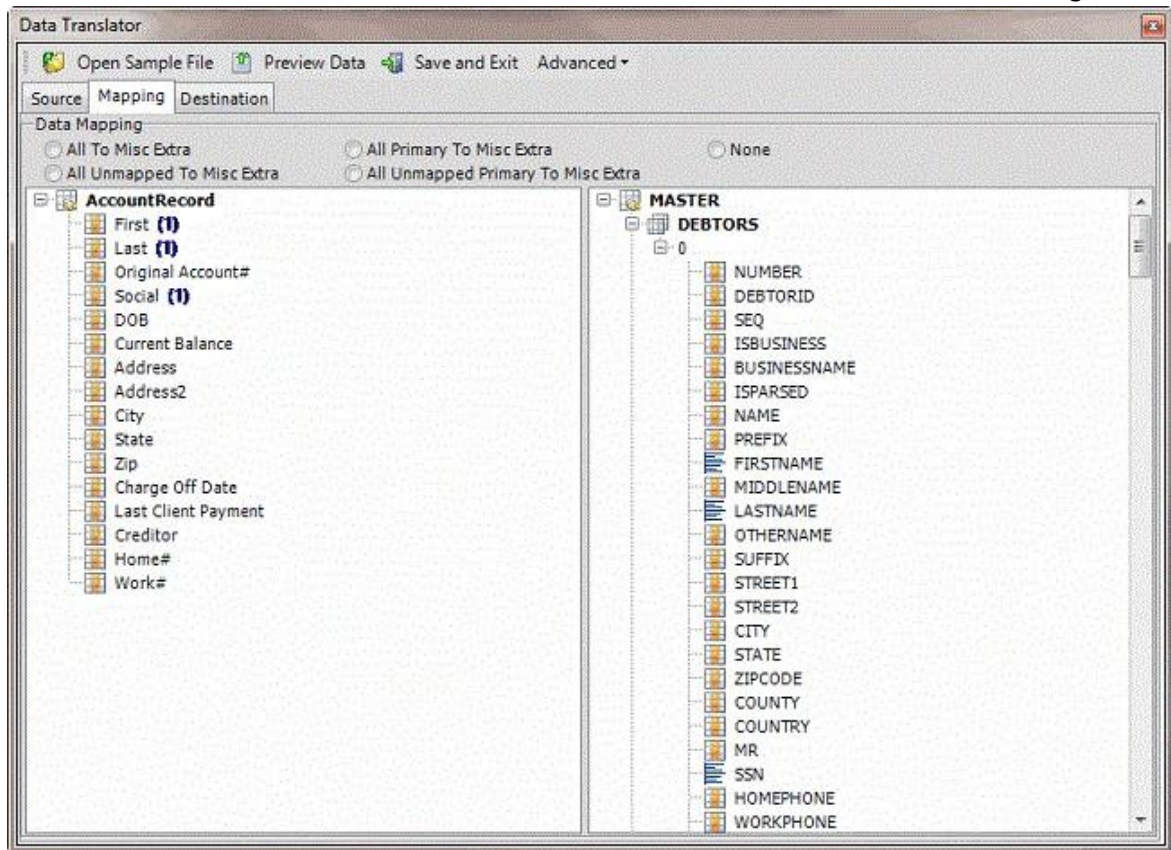 Data Translator
Open Sample File Preview Data Save and Exit Advanced
Source Mapping Destination
Data Mapping
All To Misc Extra All Primary To Misc Extra None
All Unmapped To Misc Extra All Unmapped Primary To Misc Extra
AccountRecord
First (1)
Last (1)
Original Account#
Social (1)
DOB
Current Balance
Address
Address2
City
State
Zip
Charge Off Date
Last Client Payment
Creditor
Home#
Work#
MASTER
DEBTORS
0
NUMBER
DEBTORID
SEQ
ISBUSINESS
BUSINESSNAME
ISPARSED
NAME
PREFIX
FIRSTNAME
MIDDLENAME
LASTNAME
OTHERNAME
SUFFIX
STREET1
STREET2
CITY
STATE
ZIPCODE
COUNTY
COUNTRY
MR
SSN
HOMEPHONE
WORKPHONE